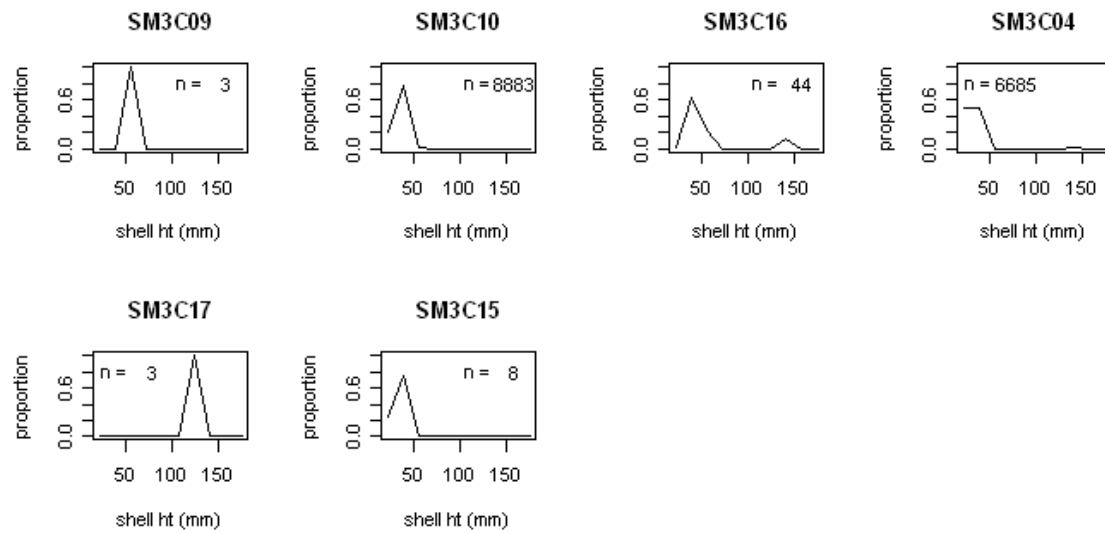 SM3C09
proportion
0.0
0.6
n = 3
50 100 150
shell ht (mm)
SM3C10
proportion
0.0
0.6
n = 8883
50 100 150
shell ht (mm)
SM3C16
proportion
0.0
0.6
n = 44
50 100 150
shell ht (mm)
SM3C04
proportion
0.0
0.6
n = 6685
50 100 150
shell ht (mm)
SM3C17
proportion
0.0
0.6
n = 3
50 100 150
shell ht (mm)
SM3C15
proportion
0.0
0.6
n = 8
50 100 150
shell ht (mm)